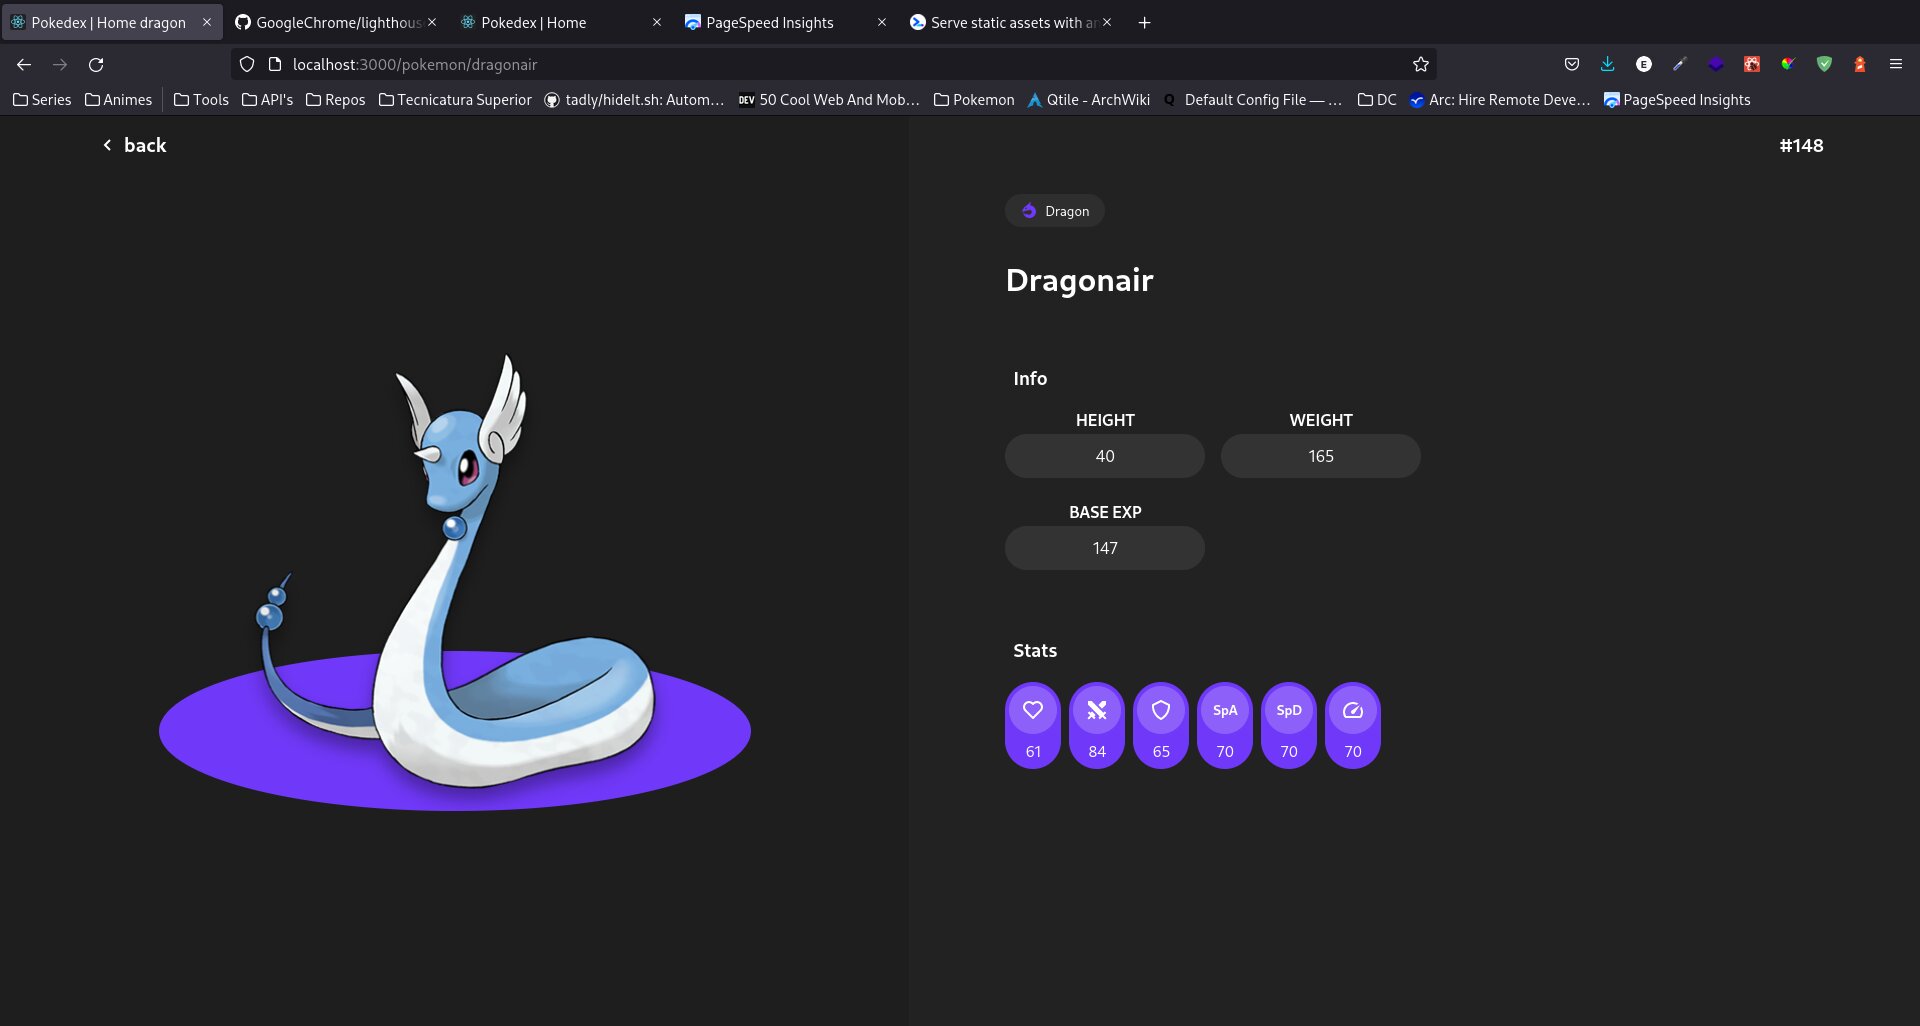 Pokedex | Home dragon
GoogleChrome/lighthous
Pokedex | Home
PageSpeed Insights
Serve static assets with an
localhost:3000/pokemon/dragonair
E
Series Animes Tools API's Repos Tecnicatura Superior tadly/hideIt.sh: Autom… DEV 50 Cool Web And Mob… Pokemon Qtile - ArchWiki Q Default Config File — … DC Arc: Hire Remote Deve… PageSpeed Insights
back
#148
Dragon
Dragonair
Info
HEIGHT WEIGHT
40 165
BASE EXP
147
Stats
SpA SpD
61 84 65 70 70 70